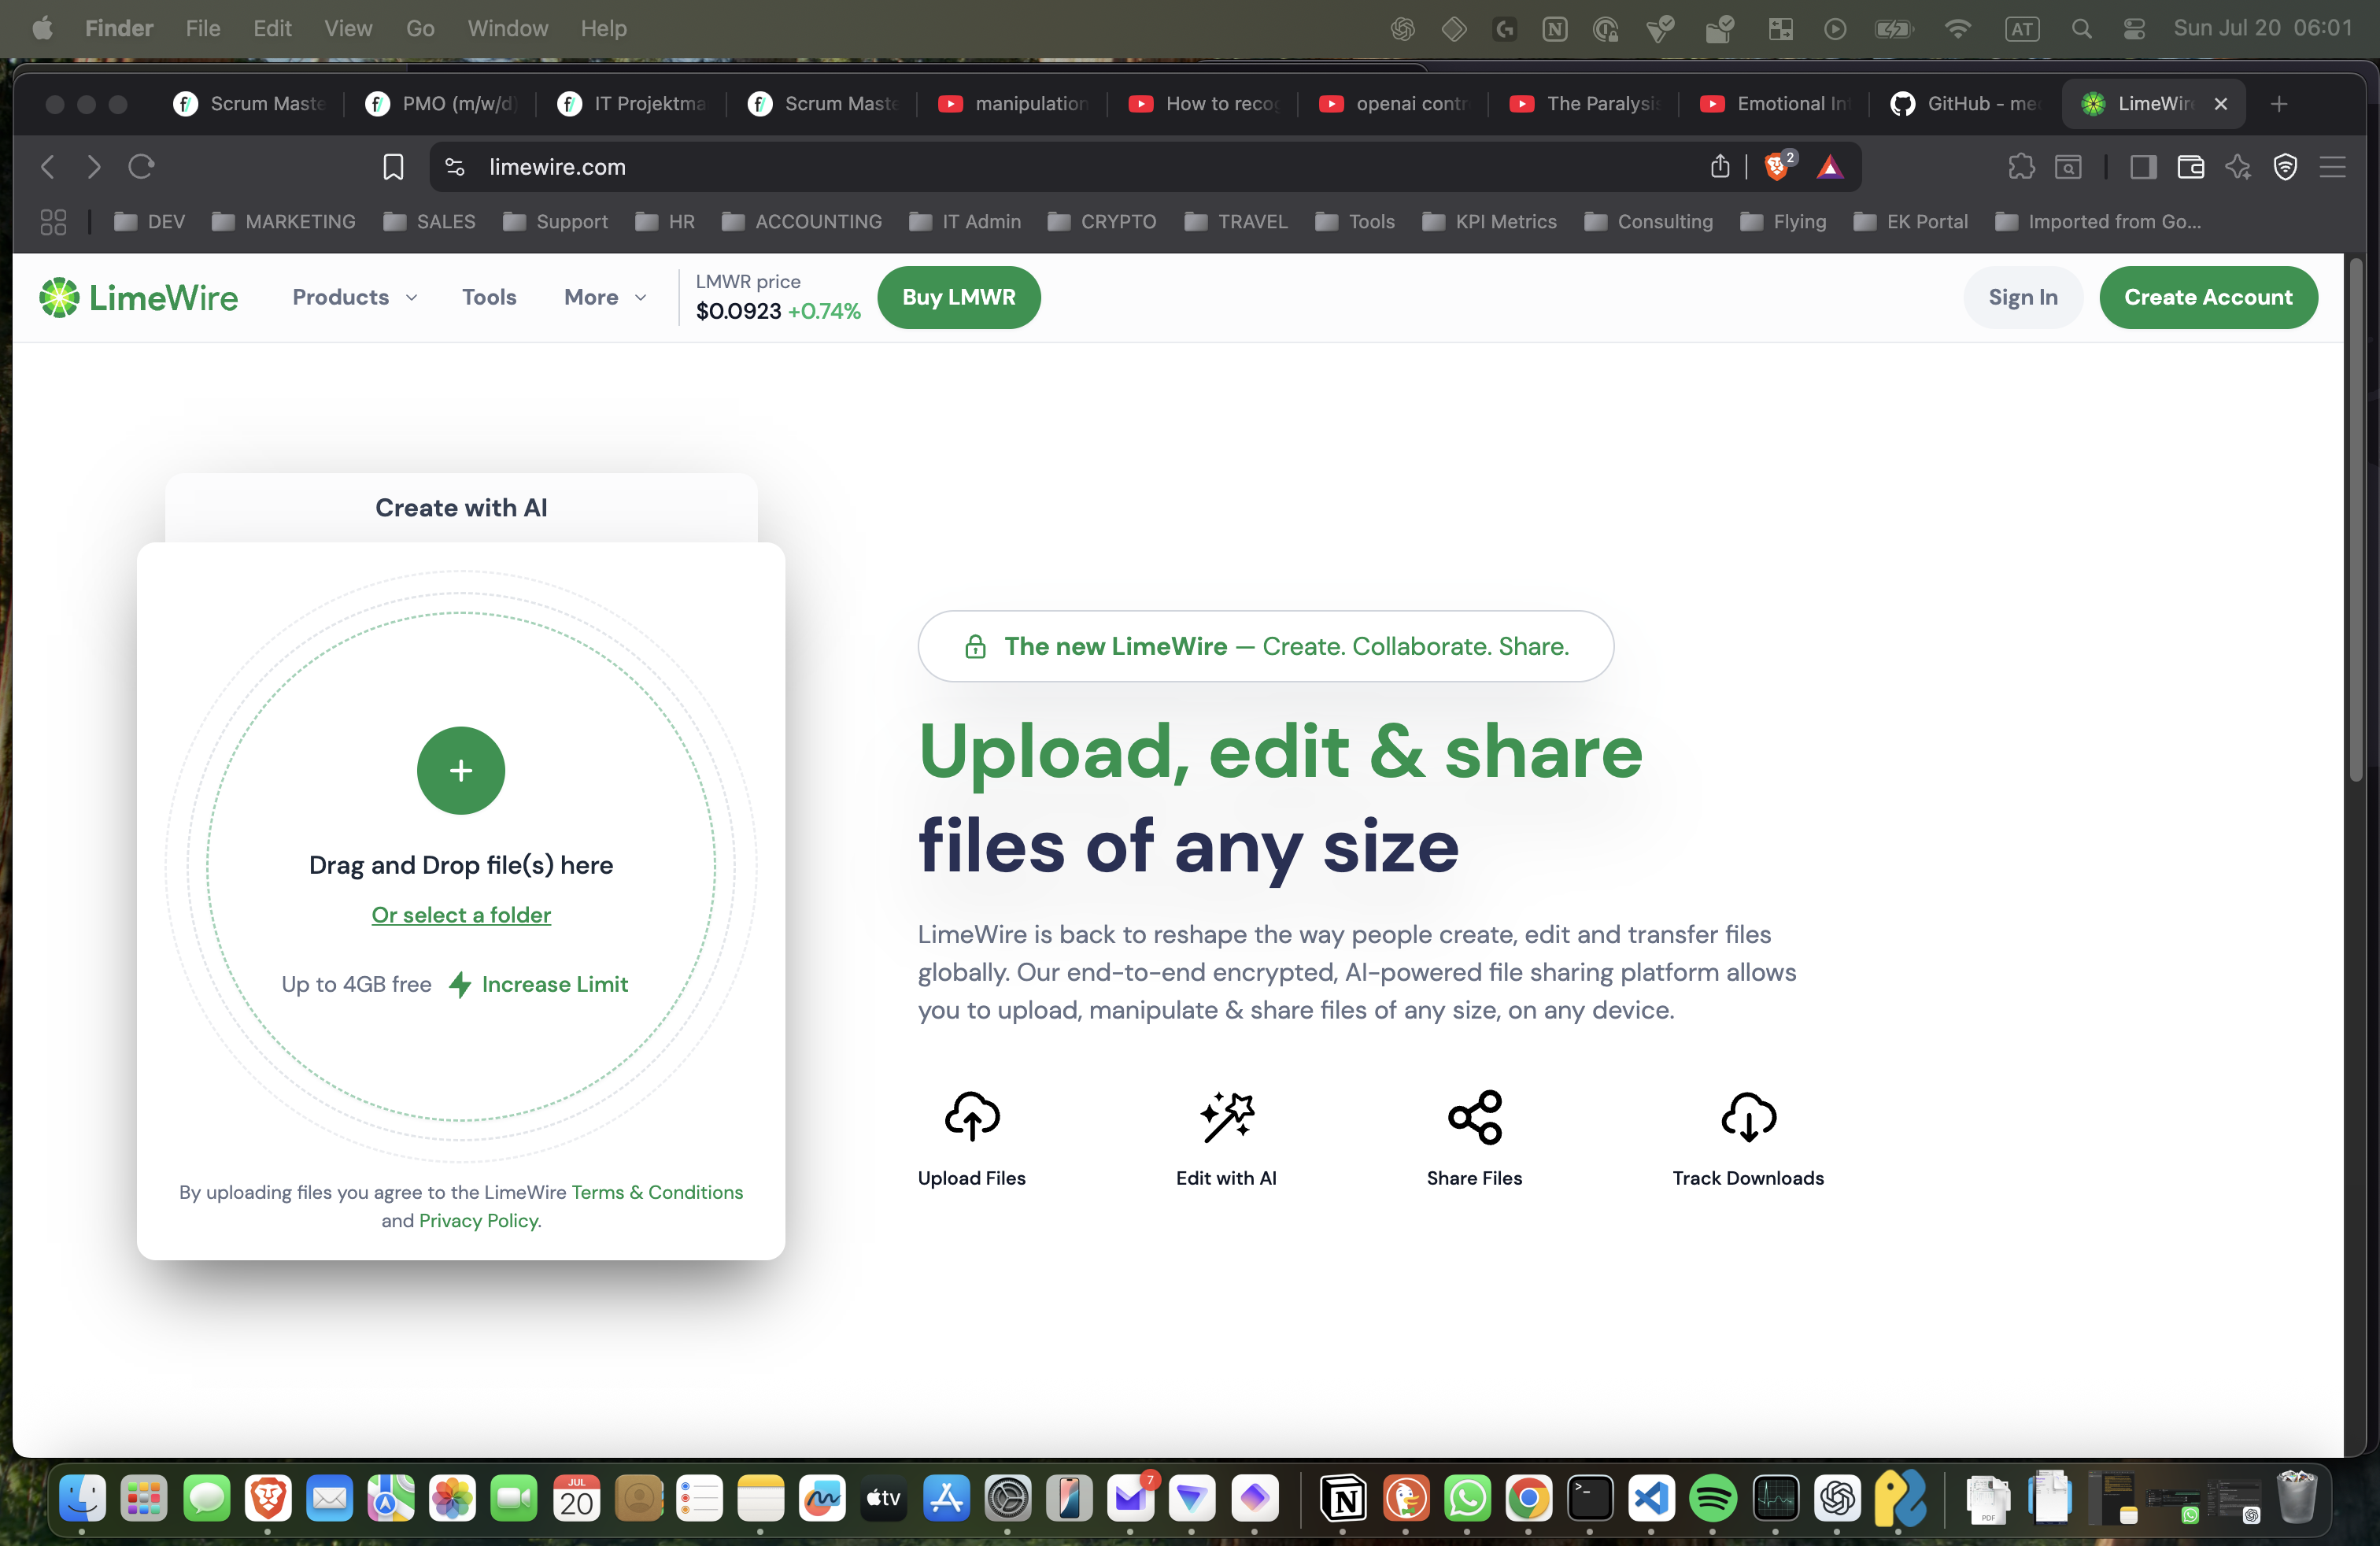 Finder File Edit View Go Window Help
AT
Sun Jul 20 06:01
Scrum Maste
PMO (m/w/d)
IT Projektma
Scrum Maste
manipulation
How to recog
openai contr
The Paralysis
Emotional Int
GitHub - me
LimeWire
limewire.com
2
DEV MARKETING SALES Support HR ACCOUNTING IT Admin CRYPTO TRAVEL Tools KPI Metrics Consulting Flying EK Portal Imported from Go...
LimeWire
Products
Tools
More
LMWR price
$0.0923 +0.74%
Buy LMWR
Sign In
Create Account
Create with AI
Drag and Drop file(s) here
Or select a folder
Up to 4GB free Increase Limit
By uploading files you agree to the LimeWire Terms & Conditions
and Privacy Policy.
The new LimeWire — Create. Collaborate. Share.
Upload, edit & share
files of any size
LimeWire is back to reshape the way people create, edit and transfer files
globally. Our end-to-end encrypted, AI-powered file sharing platform allows
you to upload, manipulate & share files of any size, on any device.
Upload Files
Edit with AI
Share Files
Track Downloads
JUL
20
tv
7
PDF